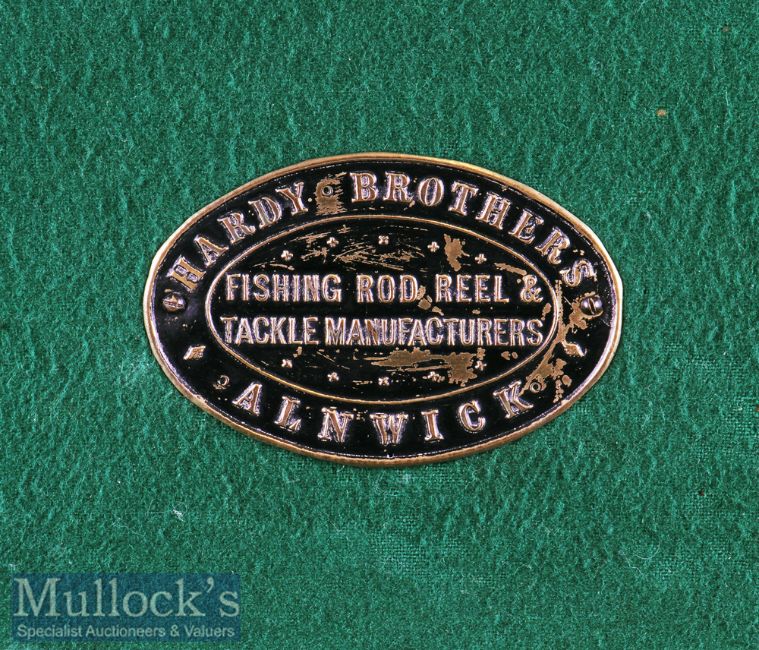 HARDY BROTHERS
FISHING ROD REEL &
TACKLE MANUFACTURERS
ALNWICK
Mullock's
Specialist Auctioneers & Valuers